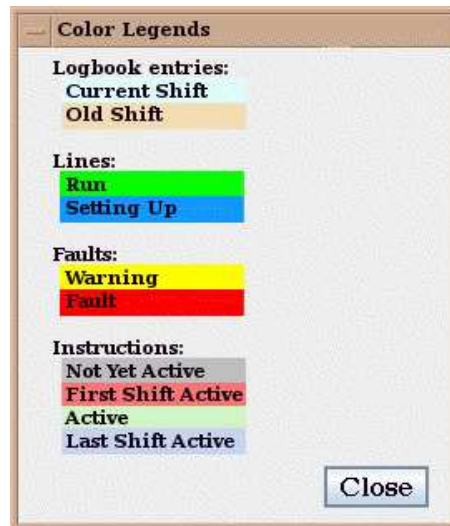 Color Legends
Logbook entries:
Current Shift
Old Shift
Lines:
Run
Setting Up
Faults:
Warning
Fault
Instructions:
Not Yet Active
First Shift Active
Active
Last Shift Active
Close